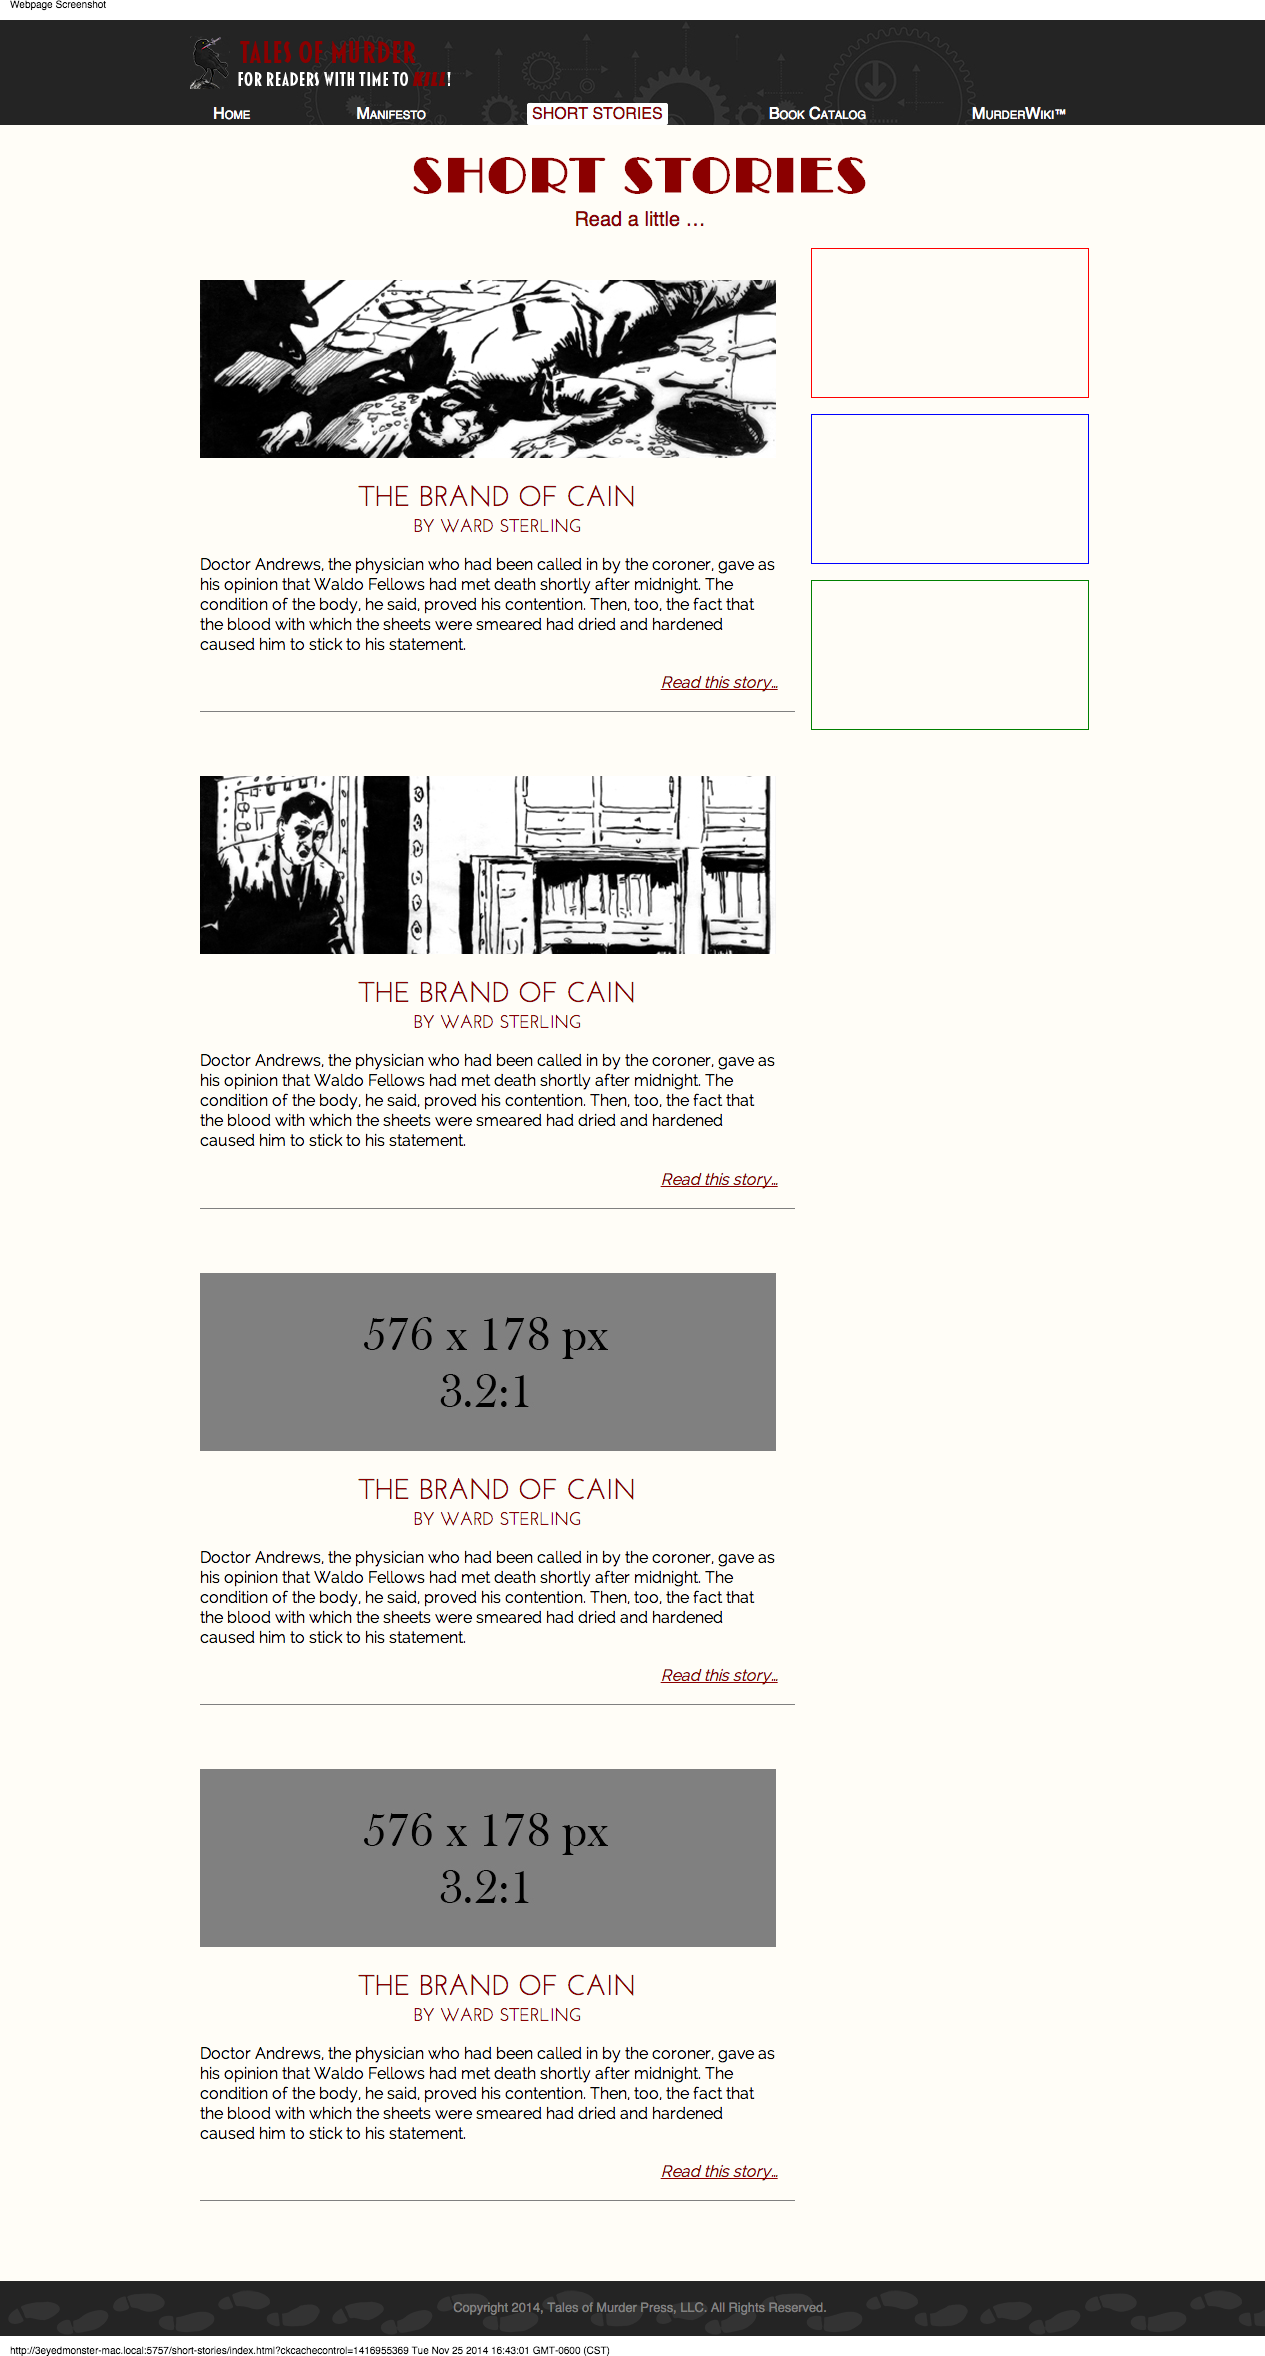 Webpage Screenshot
TALES OF MURDER
FOR READERS WITH TIME TO KILL!
HOME MANIFESTO SHORT STORIES BOOK CATALOG MURDERWIKI™
SHORT STORIES
Read a little ...
THE BRAND OF CAIN
BY WARD STERLING
Doctor Andrews, the physician who had been called in by the coroner, gave as
his opinion that Waldo Fellows had met death shortly after midnight. The
condition of the body, he said, proved his contention. Then, too, the fact that
the blood with which the sheets were smeared had dried and hardened
caused him to stick to his statement.
Read this story...
THE BRAND OF CAIN
BY WARD STERLING
Doctor Andrews, the physician who had been called in by the coroner, gave as
his opinion that Waldo Fellows had met death shortly after midnight. The
condition of the body, he said, proved his contention. Then, too, the fact that
the blood with which the sheets were smeared had dried and hardened
caused him to stick to his statement.
Read this story...
576 x 178 px
3.2:1
THE BRAND OF CAIN
BY WARD STERLING
Doctor Andrews, the physician who had been called in by the coroner, gave as
his opinion that Waldo Fellows had met death shortly after midnight. The
condition of the body, he said, proved his contention. Then, too, the fact that
the blood with which the sheets were smeared had dried and hardened
caused him to stick to his statement.
Read this story...
576 x 178 px
3.2:1
THE BRAND OF CAIN
BY WARD STERLING
Doctor Andrews, the physician who had been called in by the coroner, gave as
his opinion that Waldo Fellows had met death shortly after midnight. The
condition of the body, he said, proved his contention. Then, too, the fact that
the blood with which the sheets were smeared had dried and hardened
caused him to stick to his statement.
Read this story...
Copyright 2014, Tales of Murder Press, LLC. All Rights Reserved.
http://3eyedmonster-mac.local:5757/short-stories/index.html?ckcachecontrol=1416955369 Tue Nov 25 2014 16:43:01 GMT-0600 (CST)